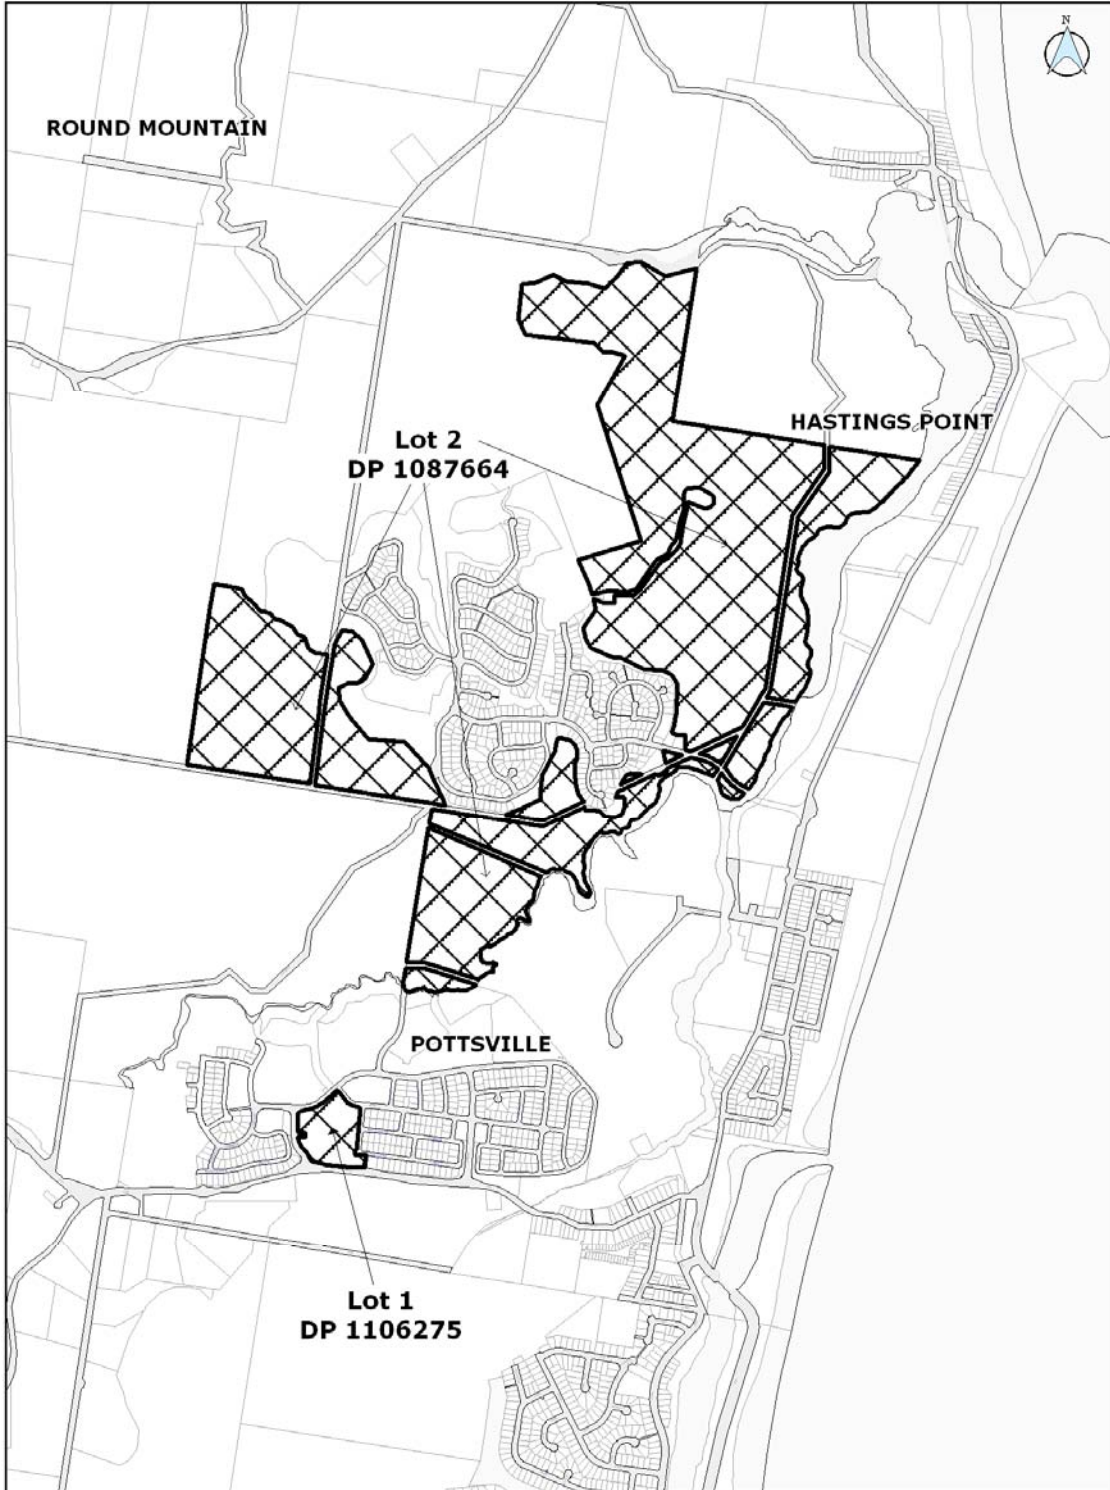 N
ROUND MOUNTAIN
HASTINGS POINT
Lot 2
DP 1087664
POTTSVILLE
Lot 1
DP 1106275